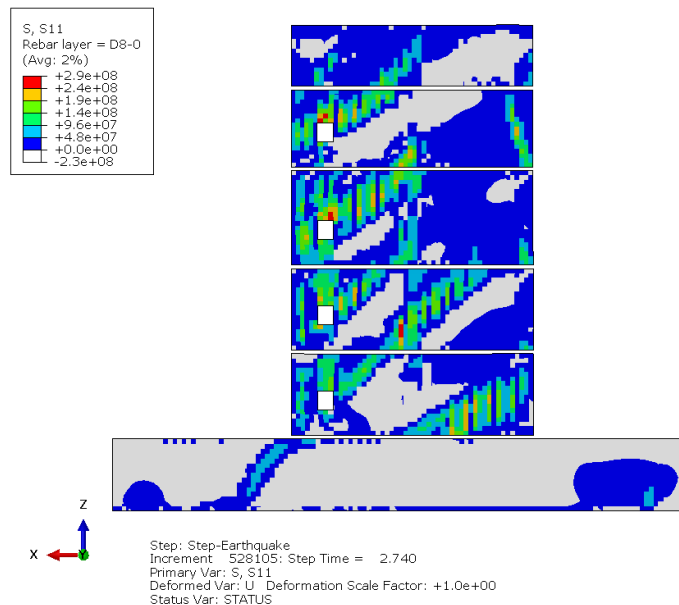 S, S11
Rebar layer = D8-0
(Avg: 2%)
+2.9e+08
+2.4e+08
+1.9e+08
+1.4e+08
+9.6e+07
+4.8e+07
+0.0e+00
-2.3e+08
Z
X
Y
Step: Step-Earthquake
Increment 528105: Step Time = 2.740
Primary Var: S, S11
Deformed Var: U Deformation Scale Factor: +1.0e+00
Status Var: STATUS